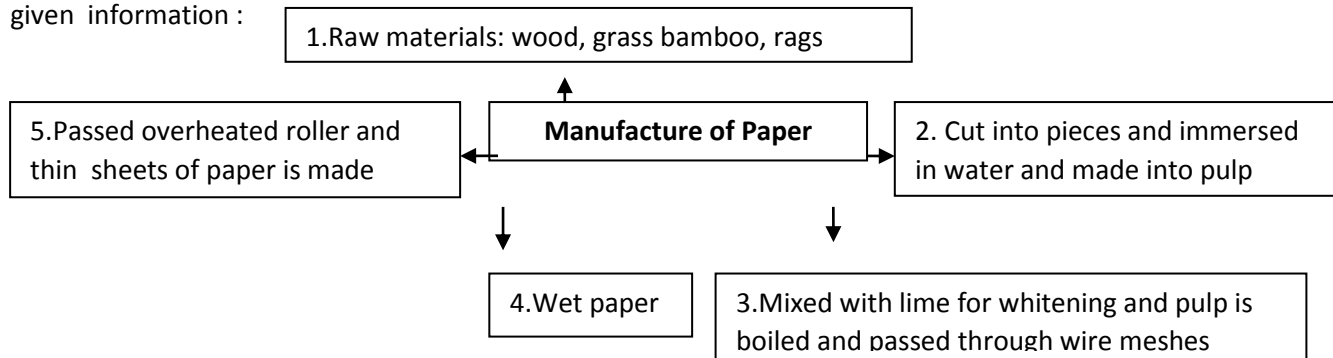 given information :
1.Raw materials: wood, grass bamboo, rags
5.Passed overheated roller and
thin sheets of paper is made
Manufacture of Paper
2. Cut into pieces and immersed
in water and made into pulp
4.Wet paper
3.Mixed with lime for whitening and pulp is
boiled and passed through wire meshes